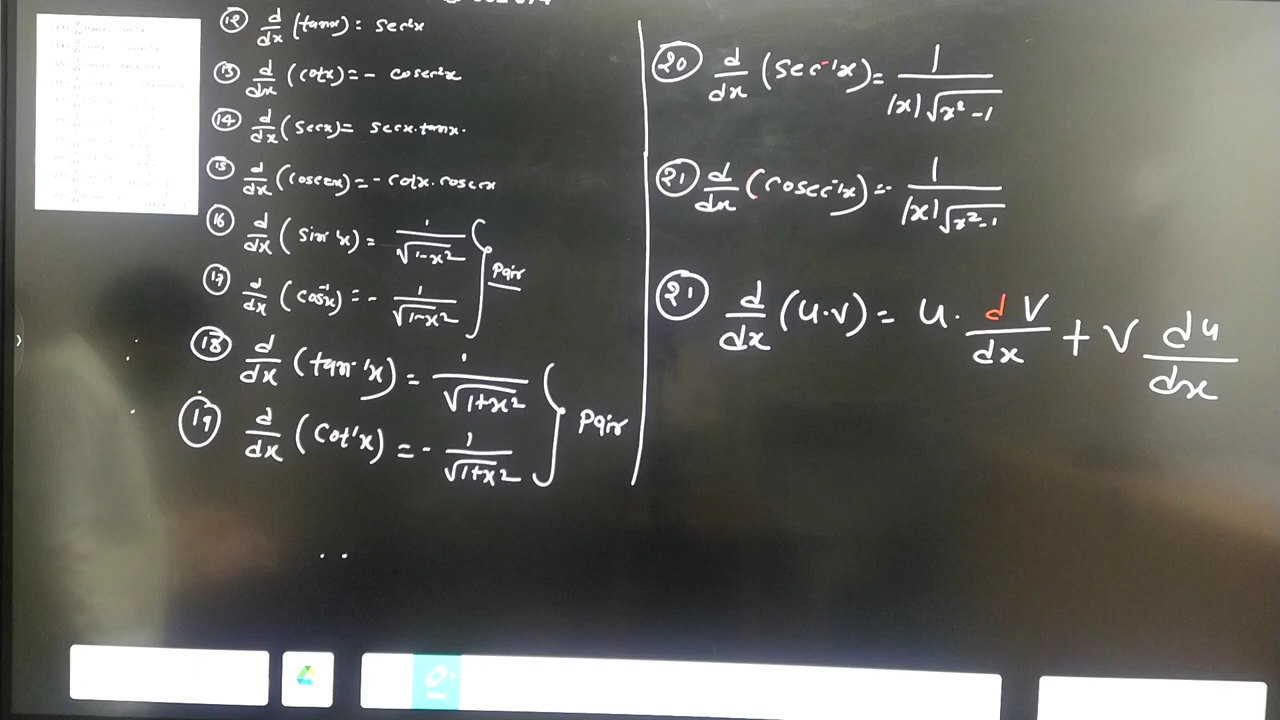 (12) d/dx (tanx) = sec²x
(13) d/dx (cotx) = - cosec²x
(14) d/dx (secx) = secx.tanx.
(15) d/dx (cosecx) = - cotx.cosecx
(16) d/dx (sin⁻¹x) = 1/√1-x²
(17) d/dx (cos⁻¹x) = - 1/√1-x²
Pair
(18) d/dx (tan⁻¹x) = 1/√1+x²
(19) d/dx (cot⁻¹x) = - 1/√1+x²
Pair
(20) d/dx (sec⁻¹x) = 1/|x|√x²-1
(21) d/dx (cosec⁻¹x) = - 1/|x|√x²-1
(21) d/dx (u.v) = u. dv/dx + v du/dx